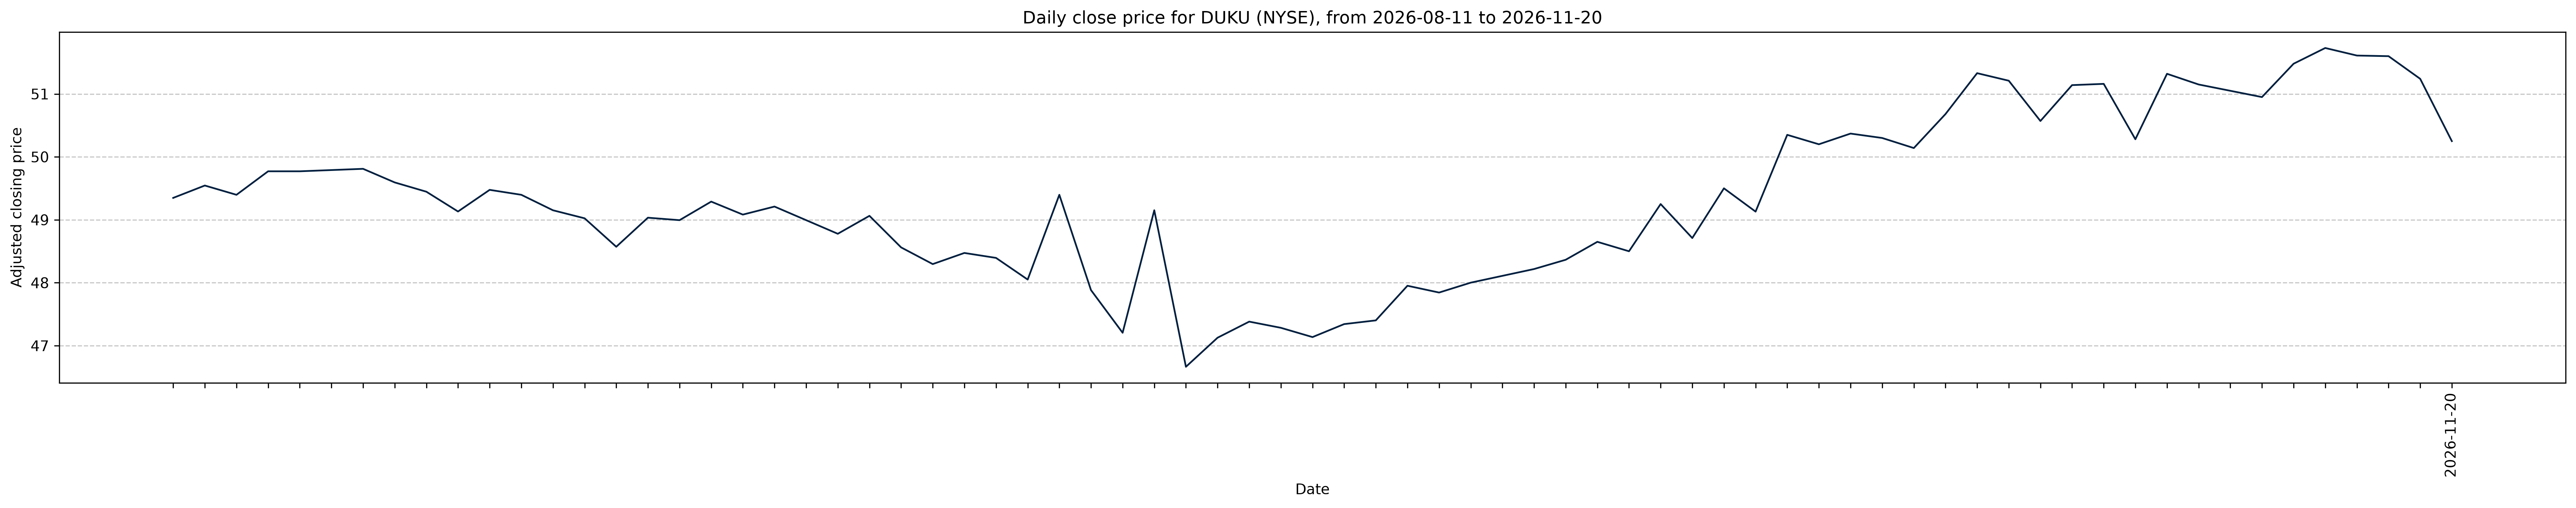 Daily close price for DUKU (NYSE), from 2026-08-11 to 2026-11-20
Adjusted closing price
51
50
49
48
47
2026-11-20
Date